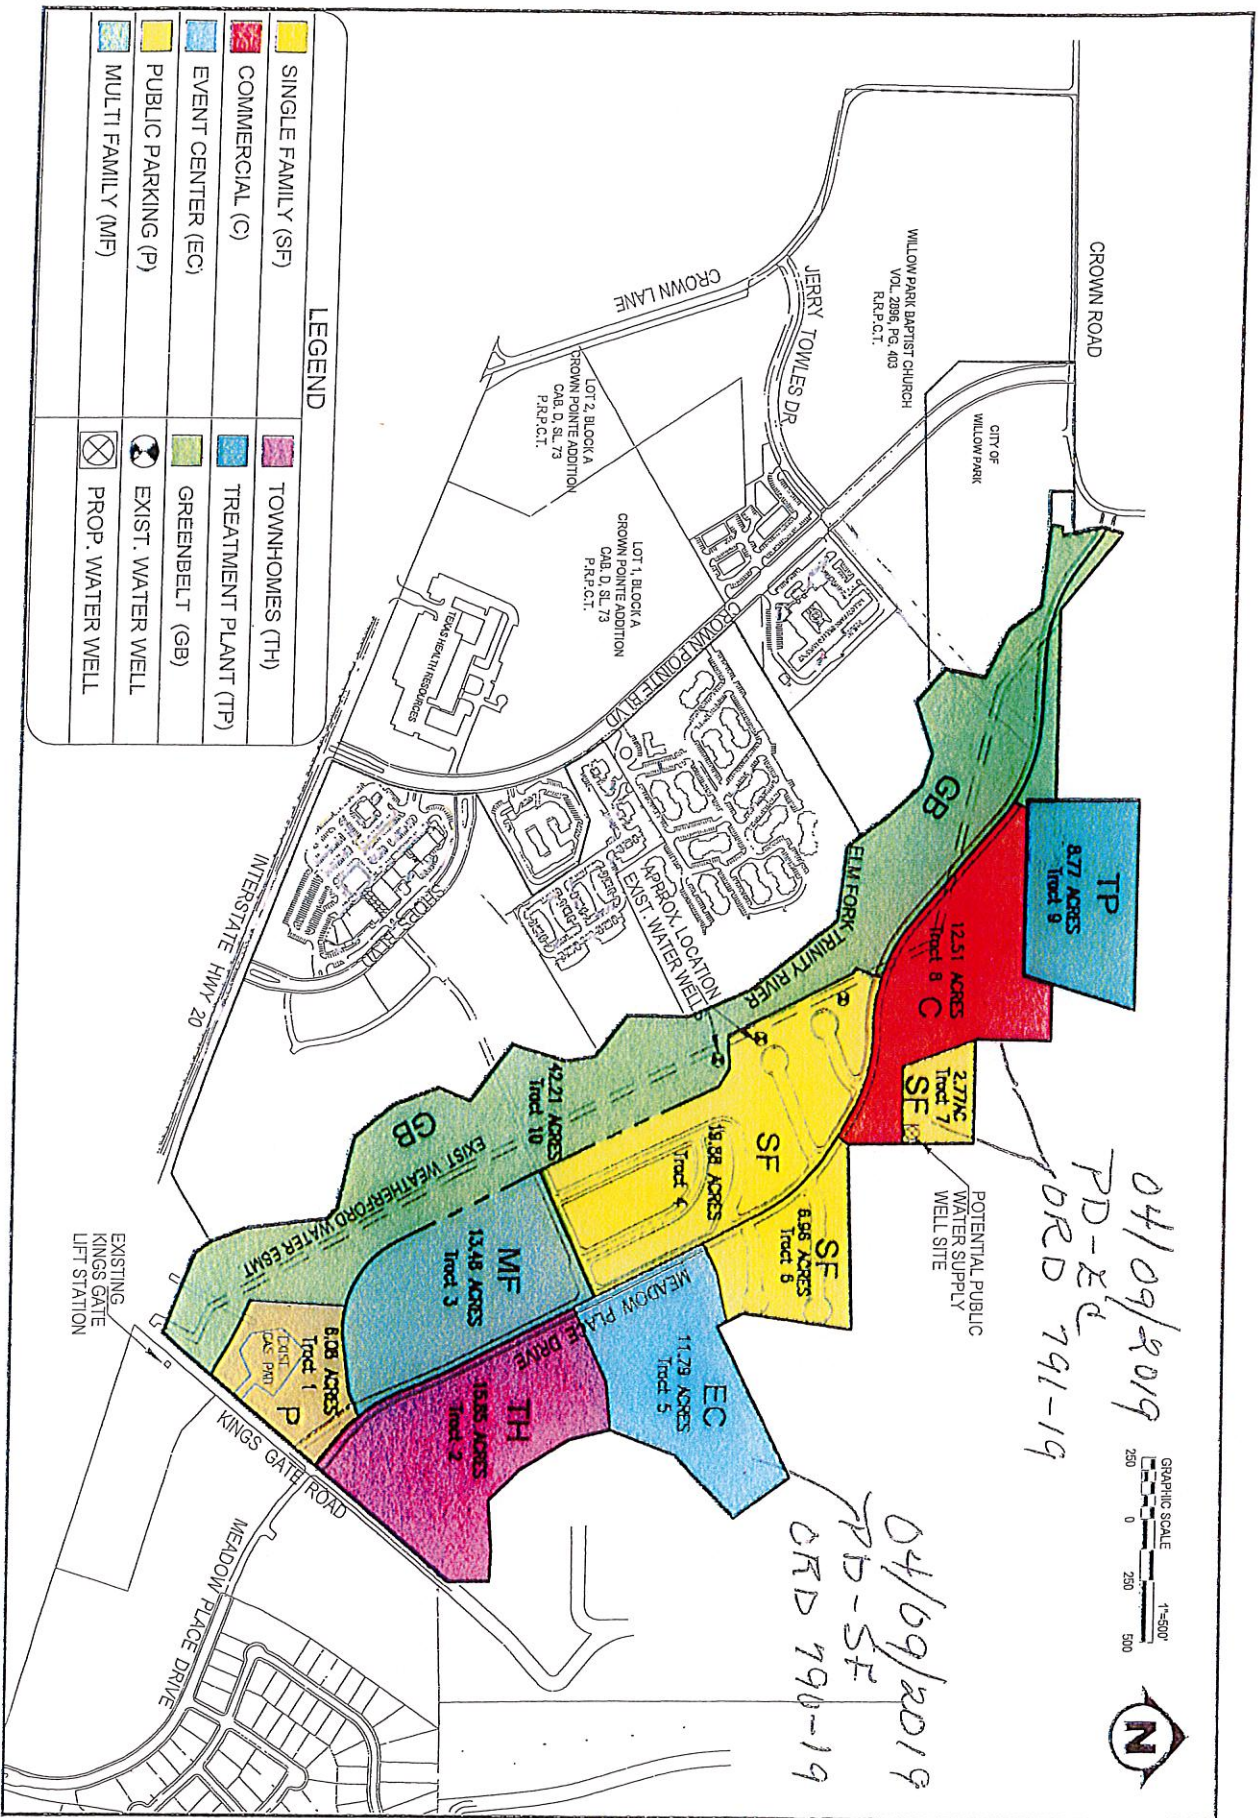 CROWN ROAD
WILLOW PARK BAPTIST CHURCH
VOL. 2896, PG. 403
R.R.P.C.T.
CITY OF
WILLOW PARK
JERRY TOWLES DR
CROWN LANE
LOT 2, BLOCK A
CROWN POINTE ADDITION
CAB. D, SL. 73
P.R.P.C.T.
LOT 1, BLOCK A
CROWN POINTE ADDITION
CAB. D, SL. 73
P.R.P.C.T.
CROWN POINTE BLVD
TEXAS HEALTH RESOURCES
INTERSTATE HWY 20
SHOPS
APPROX. LOCATION
EXIST. WATER WELL
ELM FORK TRINITY RIVER
GB
TP
8.77 ACRES
Tract 9
12.51 ACRES
Tract 8
C
2.77AC
Tract 7
SF
POTENTIAL PUBLIC
WATER SUPPLY
WELL SITE
04/09/2019
PD-EC
ORD 791-19
SF
Tract 4
SF
6.96 ACRES
Tract 6
42.21 ACRES
Tract 10
GB
EXIST WEATHERFORD WATER ESMT
MF
13.48 ACRES
Tract 3
MEADOW PLACE DRIVE
EC
11.79 ACRES
Tract 5
04/09/2019
PD-SF
ORD 790-19
TH
15.85 ACRES
Tract 2
6.08 ACRES
Tract 1
P
EXIST.
GAS PAD
KINGS GATE ROAD
EXISTING
KINGS GATE
LIFT STATION
MEADOW PLACE DRIVE
GRAPHIC SCALE
1"=500'
250 0 250 500
N
LEGEND
SINGLE FAMILY (SF)
COMMERCIAL (C)
EVENT CENTER (EC)
PUBLIC PARKING (P)
MULTI FAMILY (MF)
TOWNHOMES (TH)
TREATMENT PLANT (TP)
GREENBELT (GB)
EXIST. WATER WELL
PROP. WATER WELL